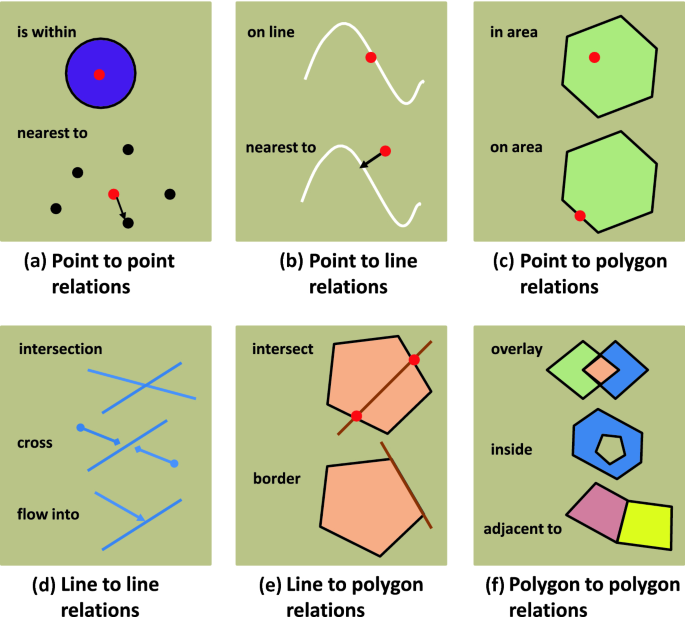 is within
nearest to
(a) Point to point
relations
on line
nearest to
(b) Point to line
relations
in area
on area
(c) Point to polygon
relations
intersection
cross
flow into
(d) Line to line
relations
intersect
border
(e) Line to polygon
relations
overlay
inside
adjacent to
(f) Polygon to polygon
relations